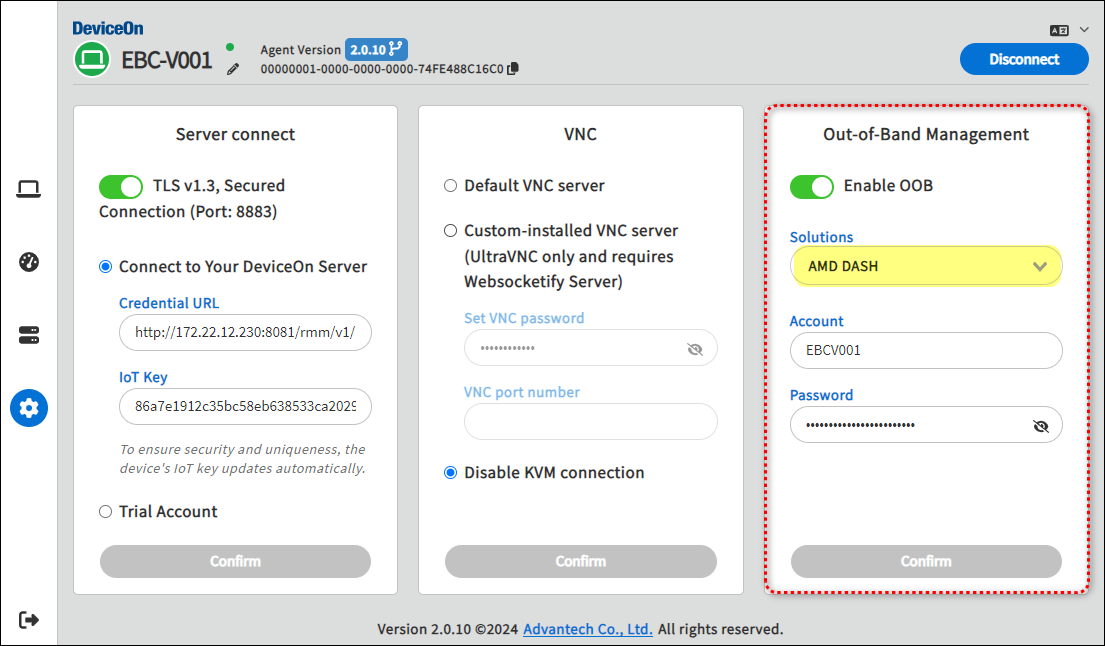 DeviceOn
EBC-V001
Agent Version 2.0.10
00000001-0000-0000-0000-74FE488C16C0
Disconnect
Server connect
TLS v1.3, Secured
Connection (Port: 8883)
Connect to Your DeviceOn Server
Credential URL
http://172.22.12.230:8081/rmm/v1/
IoT Key
86a7e1912c35bc58eb638533ca2029
To ensure security and uniqueness, the
device's IoT key updates automatically.
Trial Account
Confirm
VNC
Default VNC server
Custom-installed VNC server
(UltraVNC only and requires
Websocketify Server)
Set VNC password
••••••••••••
VNC port number
Disable KVM connection
Confirm
Out-of-Band Management
Enable OOB
Solutions
AMD DASH
Account
EBCV001
Password
••••••••••••••••••••••••
Confirm
Version 2.0.10 ©2024 Advantech Co., Ltd. All rights reserved.